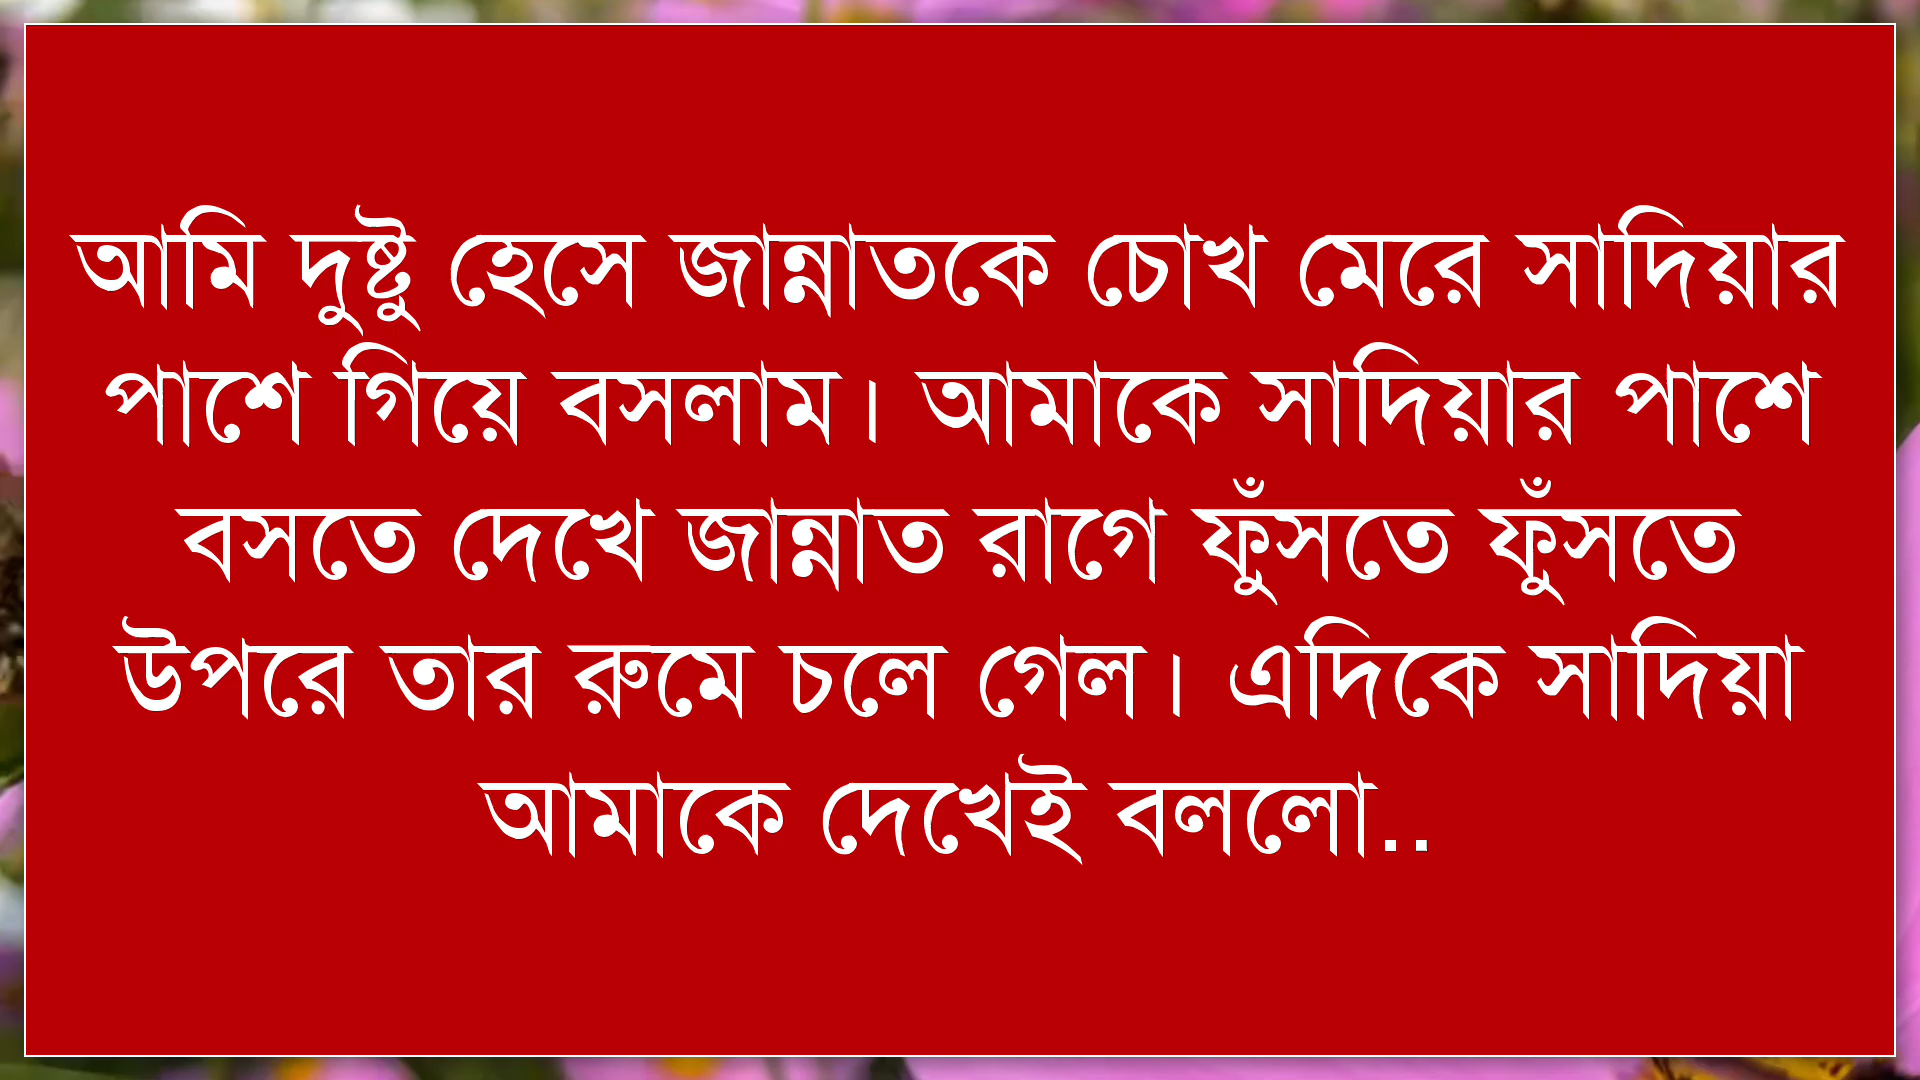 আমি দুষ্টু হেসে জান্নাতকে চোখ মেরে সাদিয়ার
পাশে গিয়ে বসলাম। আমাকে সাদিয়ার পাশে
বসতে দেখে জান্নাত রাগে ফুঁসতে ফুঁসতে
উপরে তার রুমে চলে গেল। এদিকে সাদিয়া
আমাকে দেখেই বললো..